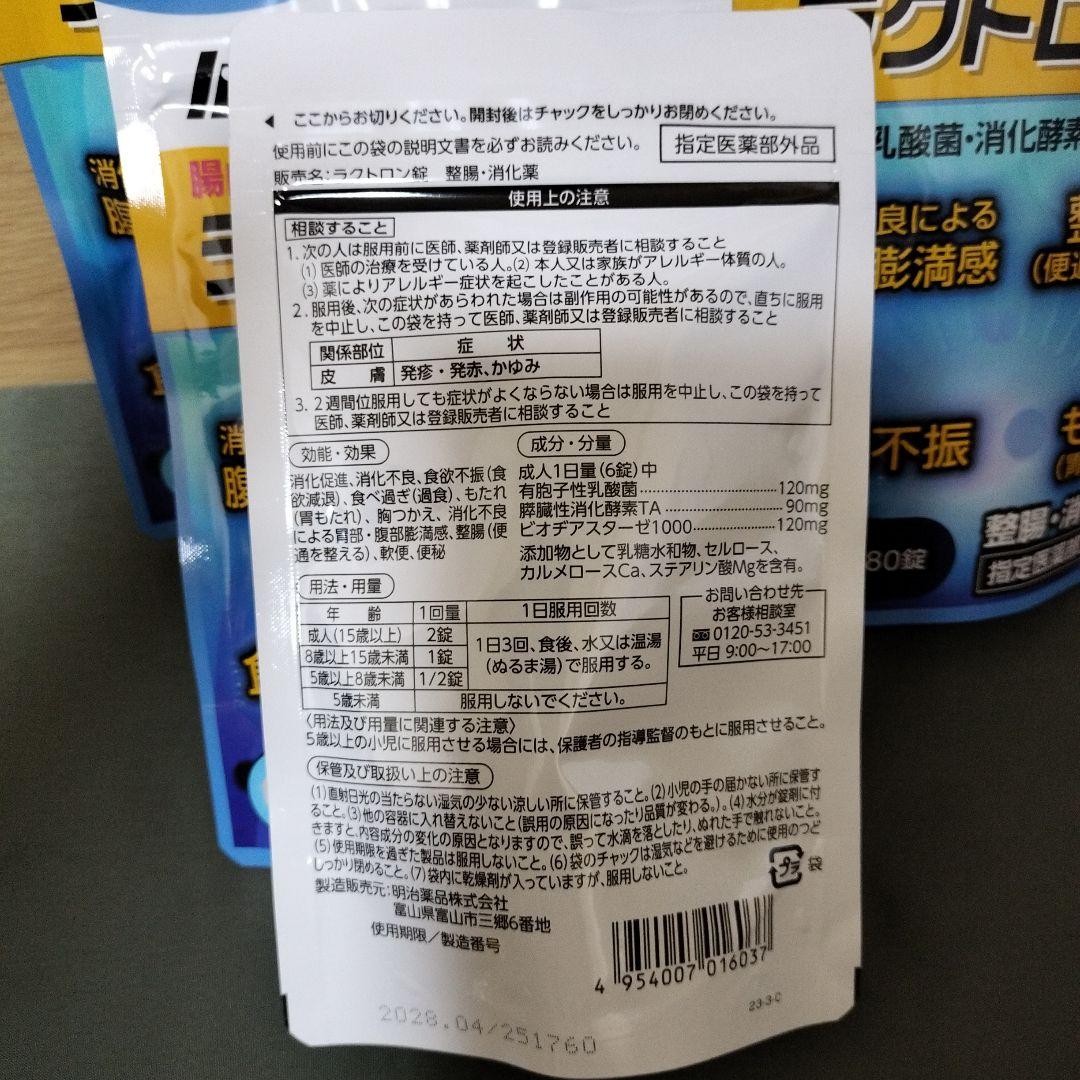 ここからお切りください。開封後はチャックをしっかりお閉めください。
使用前にこの袋の説明文書を必ずお読みください。
指定医薬部外品
販売名:ラクトロン錠 整腸・消化薬
使用上の注意
相談すること
1. 次の人は服用前に医師、薬剤師又は登録販売者に相談すること
(1) 医師の治療を受けている人。(2) 本人又は家族がアレルギー体質の人。
(3) 薬によりアレルギー症状を起こしたことがある人。
2. 服用後、次の症状があらわれた場合は副作用の可能性があるので、直ちに服用
を中止し、この袋を持って医師、薬剤師又は登録販売者に相談すること
関係部位 症 状
皮 膚 発疹・発赤、かゆみ
3. 2週間位服用しても症状がよくならない場合は服用を中止し、この袋を持って
医師、薬剤師又は登録販売者に相談すること
効能・効果
消化促進、消化不良、食欲不振(食
欲減退)、食べ過ぎ(過食)、もたれ
(胃もたれ)、胸つかえ、消化不良
による胃部・腹部膨満感、整腸(便
通を整える)、軟便、便秘
成分・分量
成人1日量(6錠)中
有胞子性乳酸菌 120mg
膵臓性消化酵素TA 90mg
ビオヂアスターゼ1000 120mg
添加物として乳糖水和物、セルロース、
カルメロースCa、ステアリン酸Mgを含有。
用法・用量
年 齢 1回量 1日服用回数
成人(15歳以上) 2錠
8歳以上15歳未満 1錠
5歳以上8歳未満 1/2錠
1日3回、食後、水又は温湯
(ぬるま湯)で服用する。
5歳未満 服用しないでください。
お問い合わせ先
お客様相談室
0120-53-3451
平日 9:00〜17:00
〈用法及び用量に関連する注意〉
5歳以上の小児に服用させる場合には、保護者の指導監督のもとに服用させること。
保管及び取扱い上の注意
(1)直射日光の当たらない湿気の少ない涼しい所に保管すること。(2)小児の手の届かない所に保管す
ること。(3)他の容器に入れ替えないこと(誤用の原因になったり品質が変わる。)。(4)水分が錠剤に付
きますと、内容成分の変化の原因となりますので、誤って水滴を落としたり、ぬれた手で触れないこと。
(5)使用期限を過ぎた製品は服用しないこと。(6)袋のチャックは湿気などを避けるために使用のつど
しっかり閉めること。(7)袋内に乾燥剤が入っていますが、服用しないこと。
プラ 袋
製造販売元:明治薬品株式会社
富山県富山市三郷6番地
使用期限/製造番号
4 954007 016037
23-3-C
2028.04/251760
クトロ
乳酸菌・消化酵素
良による
膨満感
不振
80錠
整腸・消
指定医薬